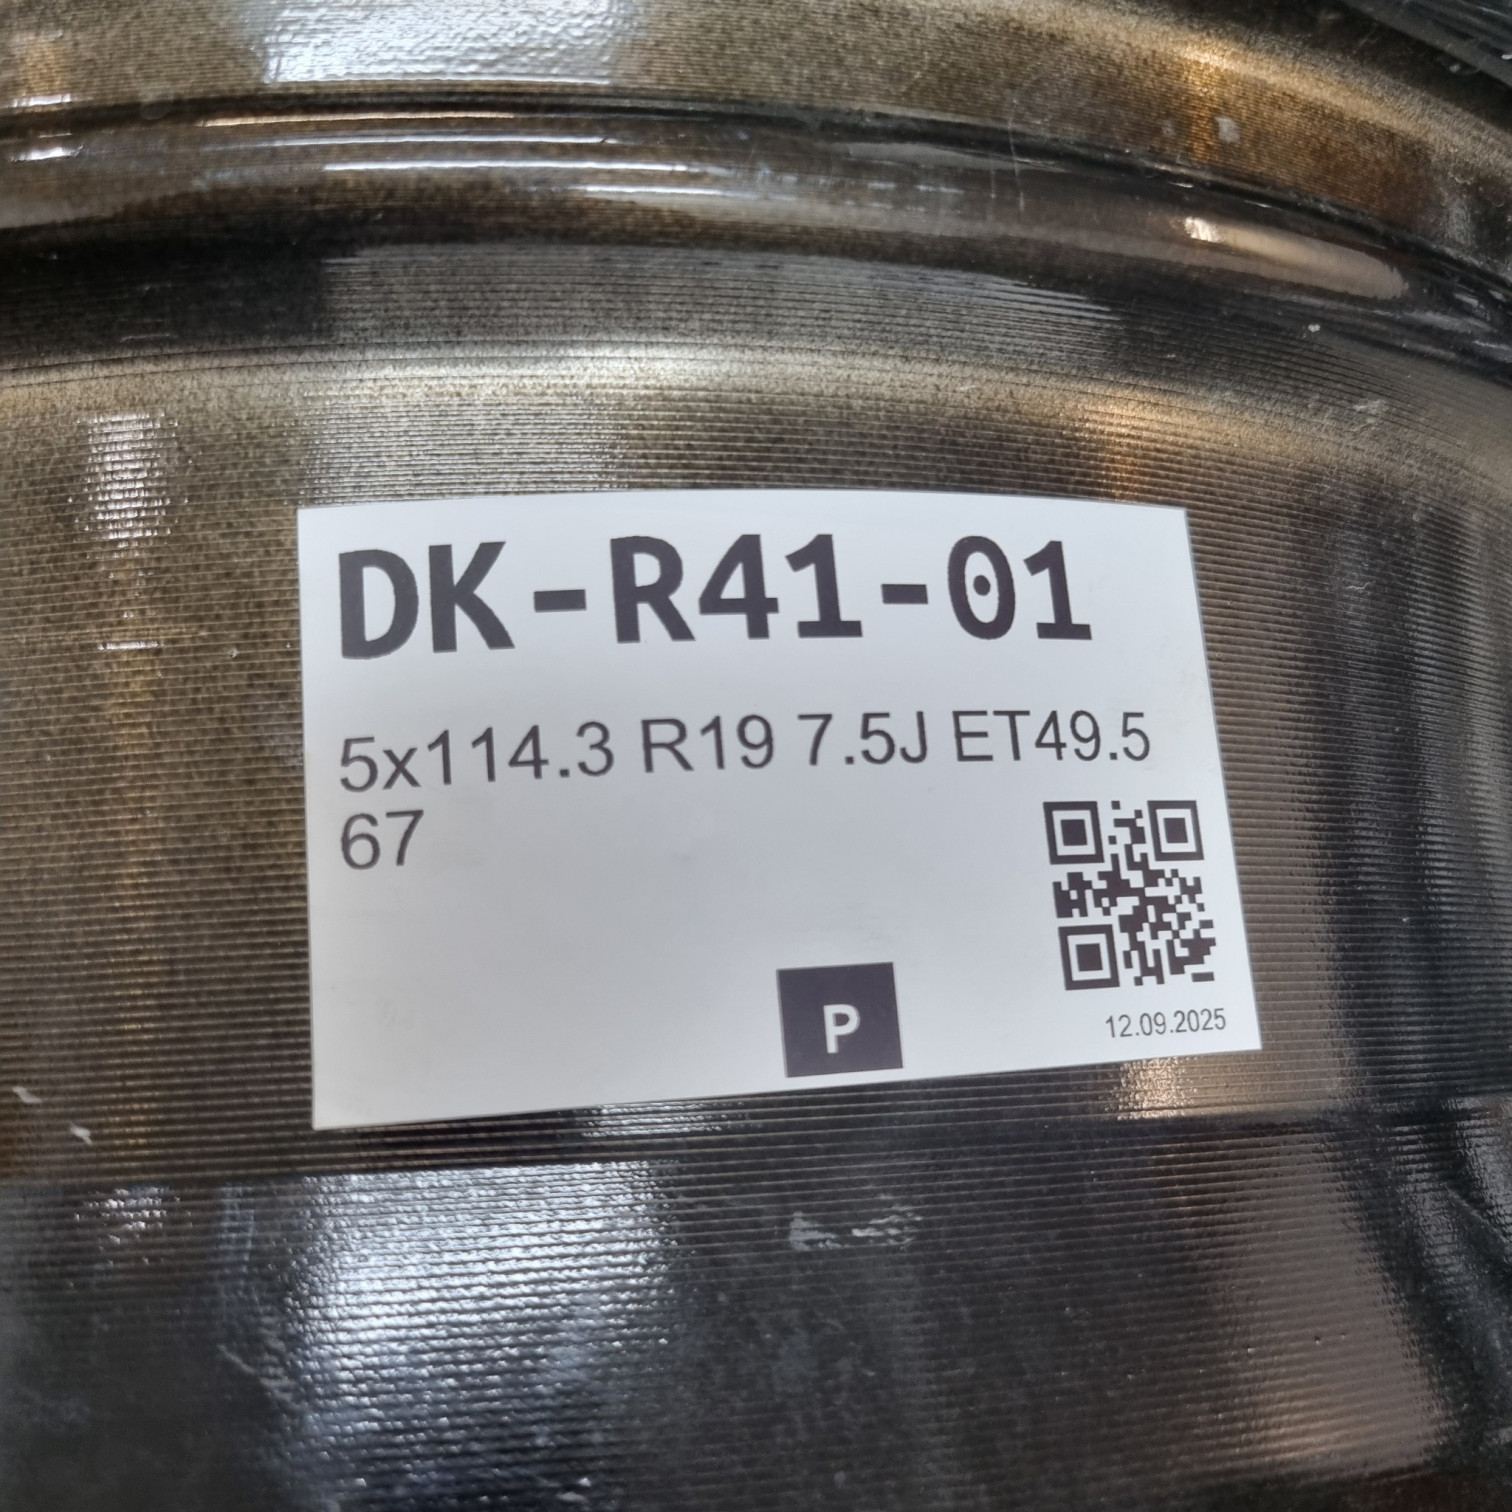 DK-R41-01
5x114.3 R19 7.5J ET49.5
67
P
12.09.2025